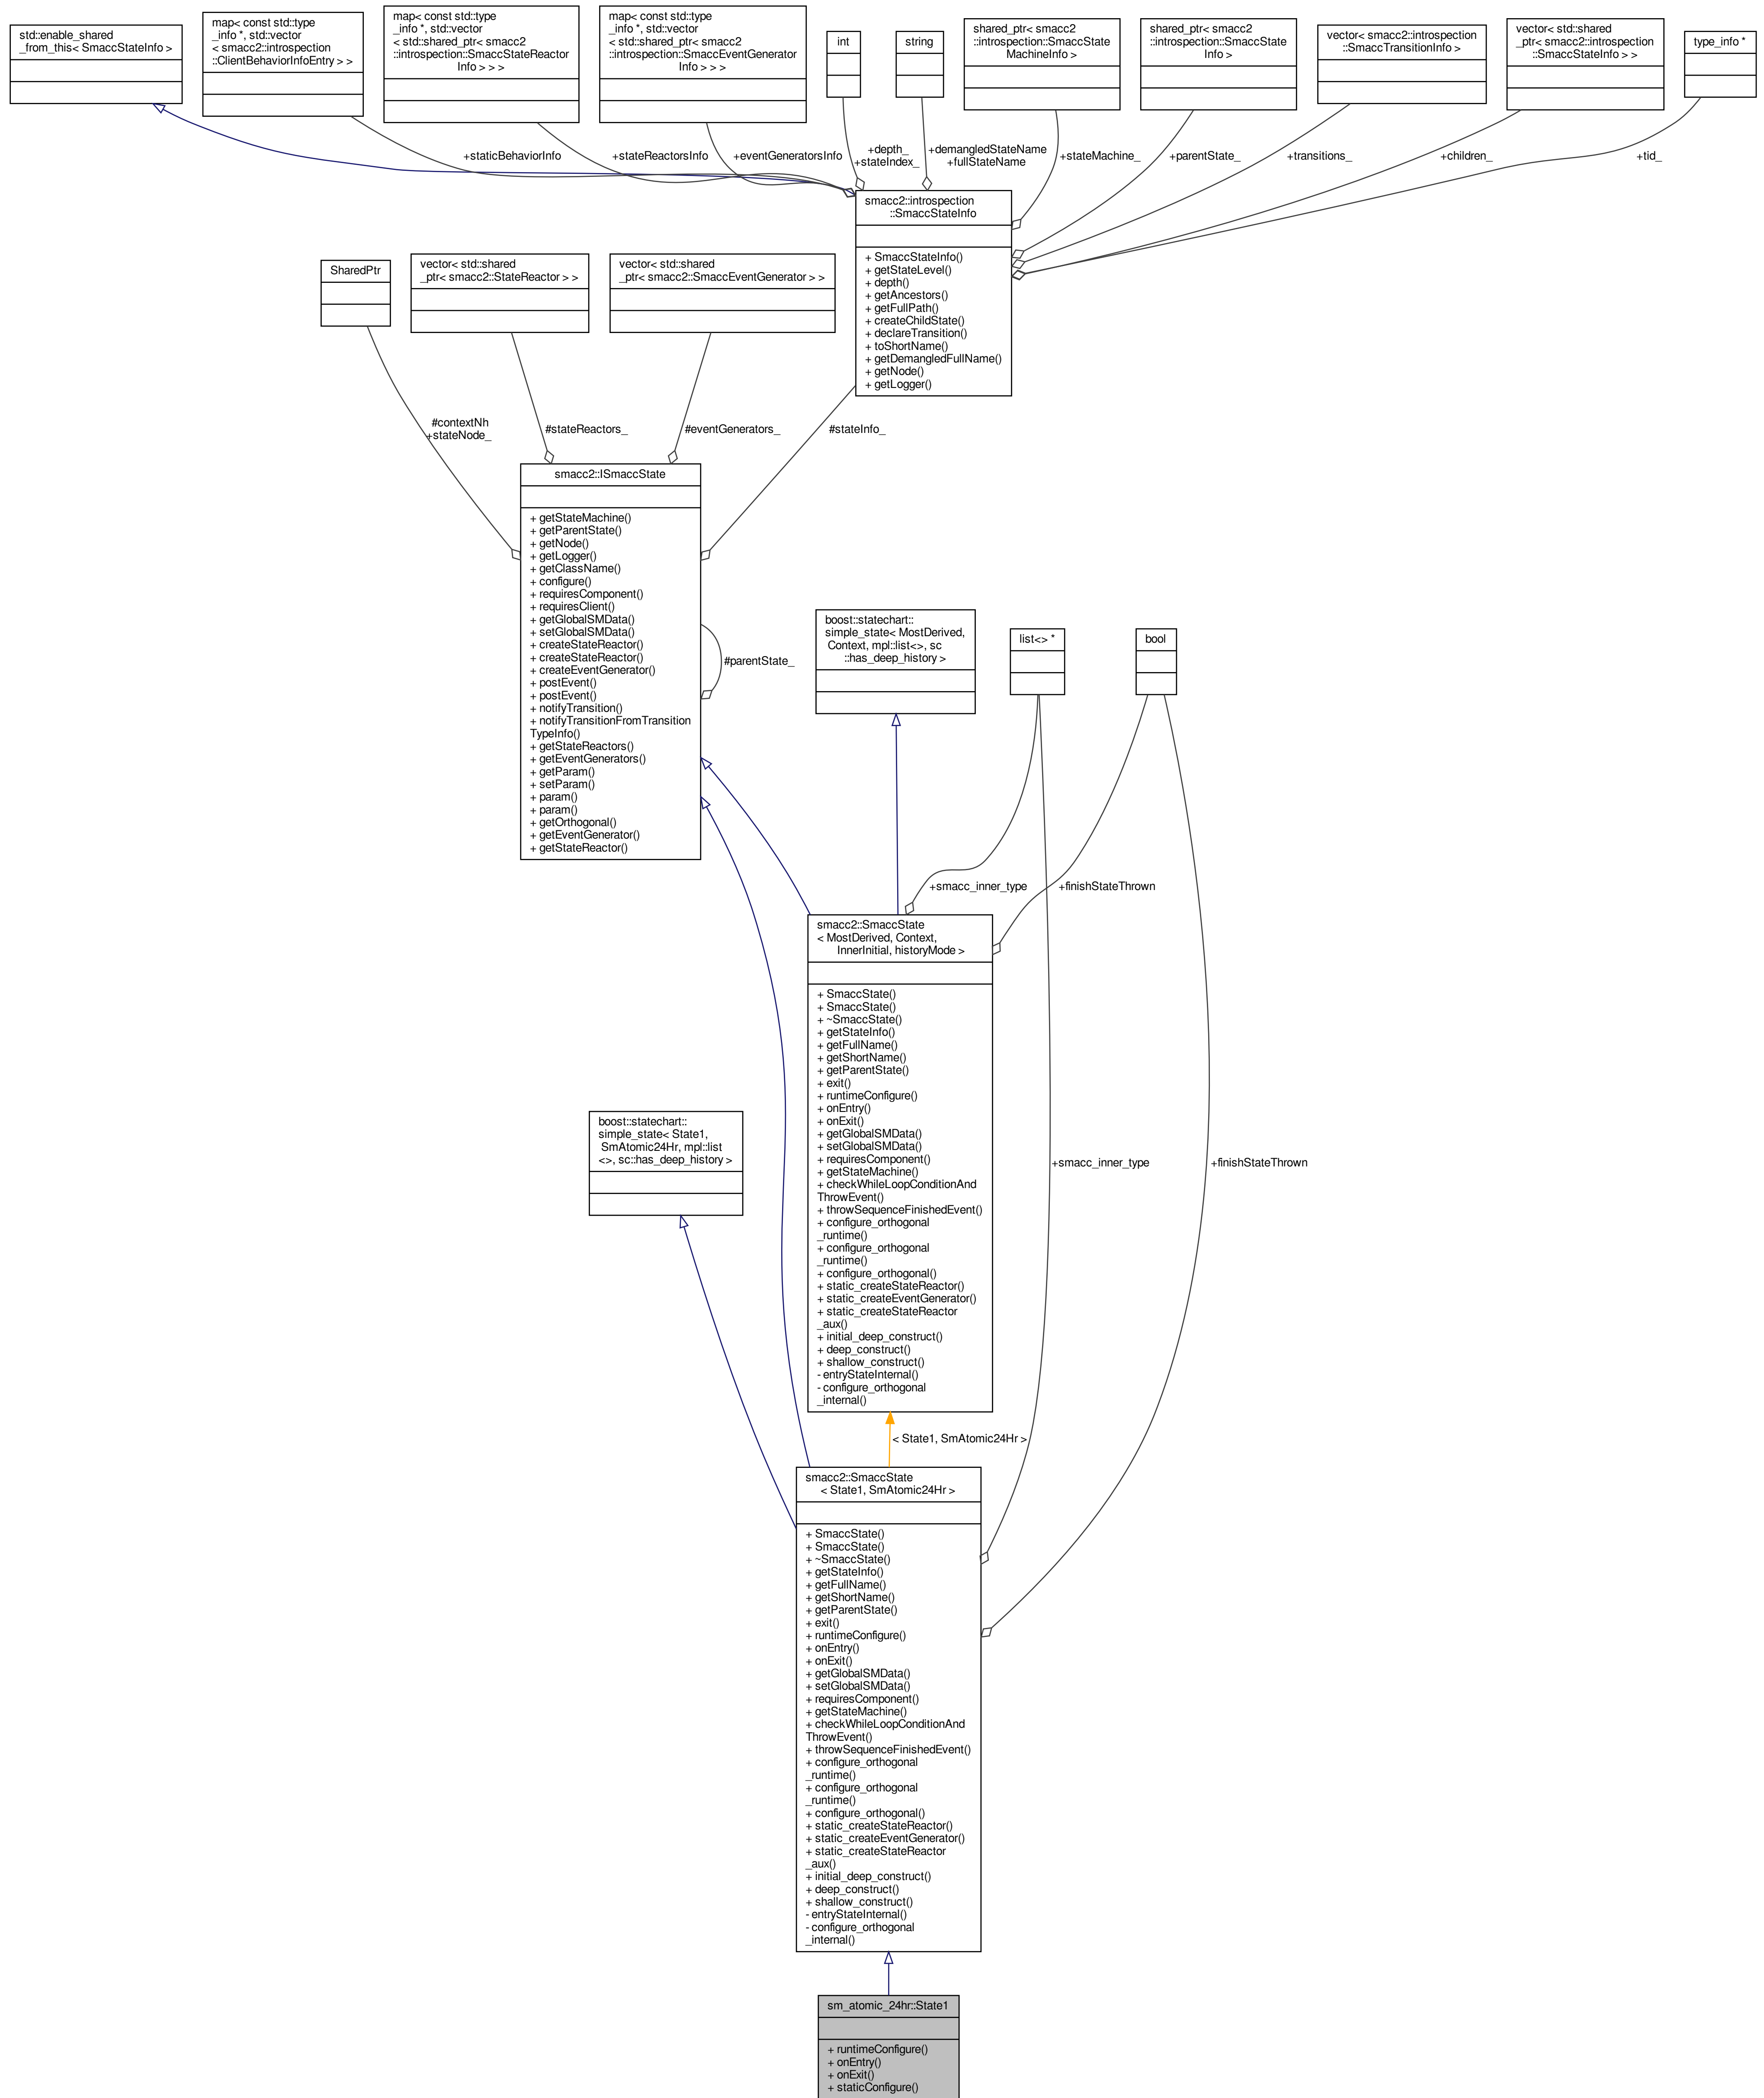 std::enable_shared
_from_this< SmaccStateInfo >
map< const std::type
_info *, std::vector
< smacc2::introspection
::ClientBehaviorInfoEntry > >
map< const std::type
_info *, std::vector
< std::shared_ptr< smacc2
::introspection::SmaccStateReactor
Info > > >
map< const std::type
_info *, std::vector
< std::shared_ptr< smacc2
::introspection::SmaccEventGenerator
Info > > >
int
string
shared_ptr< smacc2
::introspection::SmaccState
MachineInfo >
shared_ptr< smacc2
::introspection::SmaccState
Info >
vector< smacc2::introspection
::SmaccTransitionInfo >
vector< std::shared
_ptr< smacc2::introspection
::SmaccStateInfo > >
type_info *
+staticBehaviorInfo
+stateReactorsInfo
+eventGeneratorsInfo
+depth_
+stateIndex_
+demangledStateName
+fullStateName
+stateMachine_
+parentState_
+transitions_
+children_
+tid_
smacc2::introspection
::SmaccStateInfo
+ SmaccStateInfo()
+ getStateLevel()
+ depth()
+ getAncestors()
+ getFullPath()
+ createChildState()
+ declareTransition()
+ toShortName()
+ getDemangledFullName()
+ getNode()
+ getLogger()
SharedPtr
vector< std::shared
_ptr< smacc2::StateReactor > >
vector< std::shared
_ptr< smacc2::SmaccEventGenerator > >
#contextNh
+stateNode_
#stateReactors_
#eventGenerators_
#stateInfo_
smacc2::ISmaccState
+ getStateMachine()
+ getParentState()
+ getNode()
+ getLogger()
+ getClassName()
+ configure()
+ requiresComponent()
+ requiresClient()
+ getGlobalSMData()
+ setGlobalSMData()
+ createStateReactor()
+ createStateReactor()
+ createEventGenerator()
+ postEvent()
+ postEvent()
+ notifyTransition()
+ notifyTransitionFromTransition
TypeInfo()
+ getStateReactors()
+ getEventGenerators()
+ getParam()
+ setParam()
+ param()
+ param()
+ getOrthogonal()
+ getEventGenerator()
+ getStateReactor()
#parentState_
boost::statechart::
simple_state< MostDerived,
Context, mpl::list<>, sc
::has_deep_history >
list<> *
bool
+smacc_inner_type
+finishStateThrown
smacc2::SmaccState
< MostDerived, Context,
InnerInitial, historyMode >
+ SmaccState()
+ SmaccState()
+ ~SmaccState()
+ getStateInfo()
+ getFullName()
+ getShortName()
+ getParentState()
+ exit()
+ runtimeConfigure()
+ onEntry()
+ onExit()
+ getGlobalSMData()
+ setGlobalSMData()
+ requiresComponent()
+ getStateMachine()
+ checkWhileLoopConditionAnd
ThrowEvent()
+ throwSequenceFinishedEvent()
+ configure_orthogonal
_runtime()
+ configure_orthogonal
_runtime()
+ configure_orthogonal()
+ static_createStateReactor()
+ static_createEventGenerator()
+ static_createStateReactor
_aux()
+ initial_deep_construct()
+ deep_construct()
+ shallow_construct()
- entryStateInternal()
- configure_orthogonal
_internal()
boost::statechart::
simple_state< State1,
SmAtomic24Hr, mpl::list
<>, sc::has_deep_history >
+smacc_inner_type
+finishStateThrown
< State1, SmAtomic24Hr >
smacc2::SmaccState
< State1, SmAtomic24Hr >
+ SmaccState()
+ SmaccState()
+ ~SmaccState()
+ getStateInfo()
+ getFullName()
+ getShortName()
+ getParentState()
+ exit()
+ runtimeConfigure()
+ onEntry()
+ onExit()
+ getGlobalSMData()
+ setGlobalSMData()
+ requiresComponent()
+ getStateMachine()
+ checkWhileLoopConditionAnd
ThrowEvent()
+ throwSequenceFinishedEvent()
+ configure_orthogonal
_runtime()
+ configure_orthogonal
_runtime()
+ configure_orthogonal()
+ static_createStateReactor()
+ static_createEventGenerator()
+ static_createStateReactor
_aux()
+ initial_deep_construct()
+ deep_construct()
+ shallow_construct()
- entryStateInternal()
- configure_orthogonal
_internal()
sm_atomic_24hr::State1
+ runtimeConfigure()
+ onEntry()
+ onExit()
+ staticConfigure()